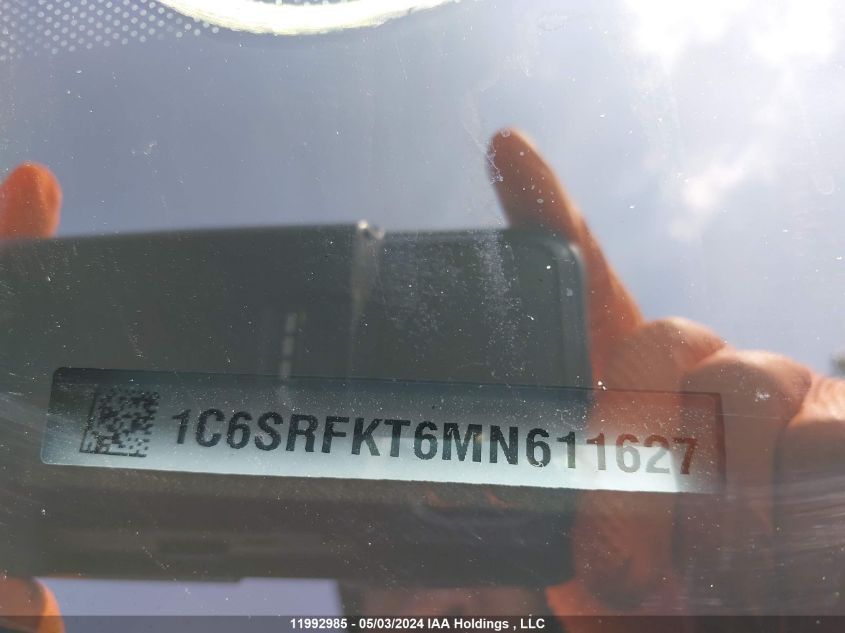 1C6SRFKT6MN611627
11992985 - 05/03/2024 IAA Holdings , LLC